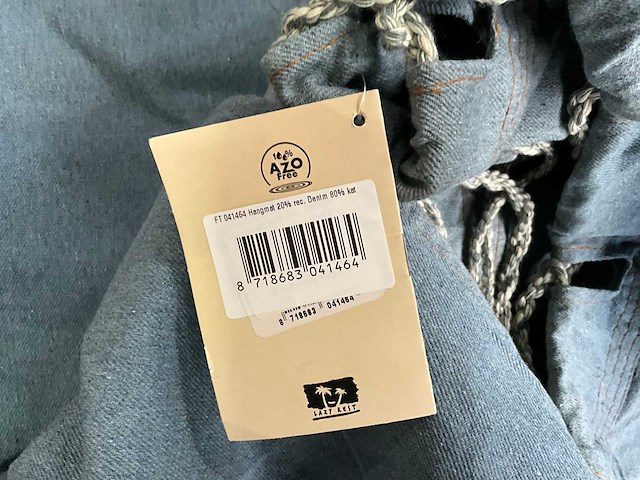 100%
AZO
Free
FT 041464 Hangmat 20% rec. Denim 80% kat
8 718683 041464
8 718683 041464
LAZY REST